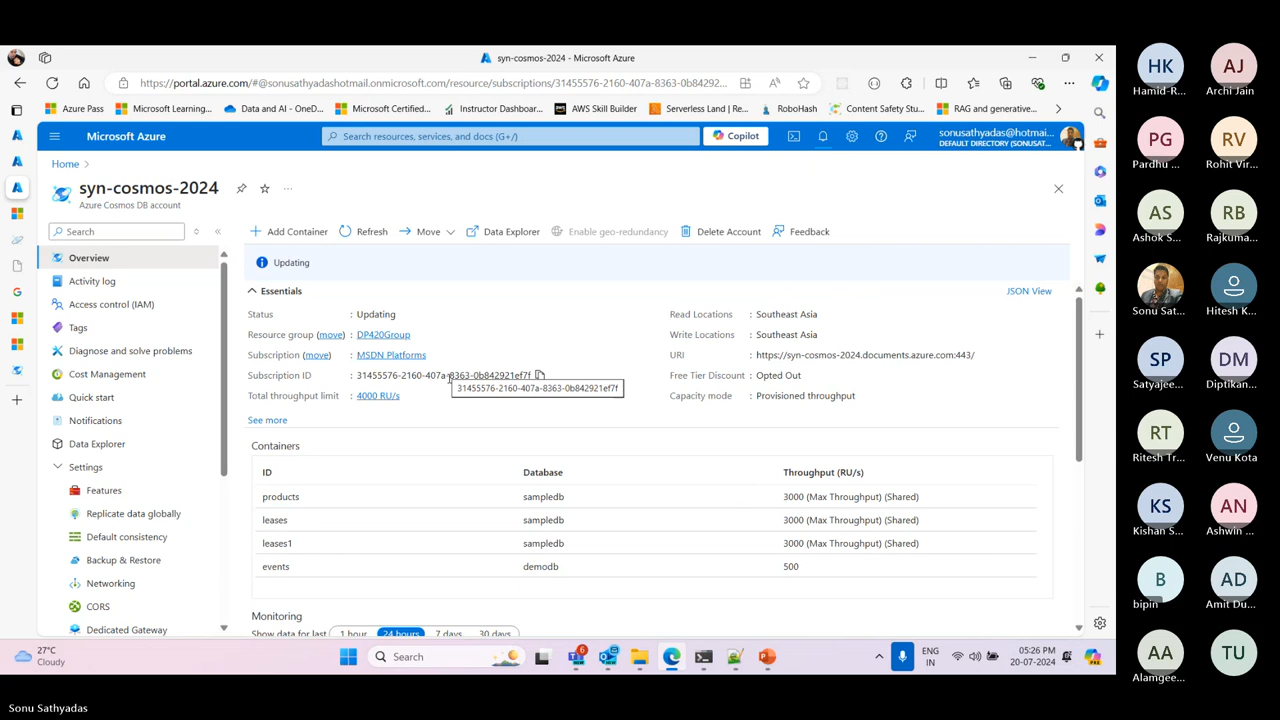 syn-cosmos-2024 - Microsoft Azure
https://portal.azure.com/#@sonusathyadashotmail.onmicrosoft.com/resource/subscriptions/31455576-2160-407a-8363-0b84292...
Azure Pass
Microsoft Learning...
Data and AI - OneD...
Microsoft Certified...
Instructor Dashboar...
AWS Skill Builder
Serverless Land | Re...
RoboHash
Content Safety Stu...
RAG and generative...
Microsoft Azure
Search resources, services, and docs (G+/)
Copilot
sonusathyadas@hotmai...
DEFAULT DIRECTORY (SONUSAT...
Home >
syn-cosmos-2024
Azure Cosmos DB account
Search
Add Container
Refresh
Move
Data Explorer
Enable geo-redundancy
Delete Account
Feedback
Overview
Activity log
Access control (IAM)
Tags
Diagnose and solve problems
Cost Management
Quick start
Notifications
Data Explorer
Settings
Features
Replicate data globally
Default consistency
Backup & Restore
Networking
CORS
Dedicated Gateway
Updating
Essentials
JSON View
Status : Updating
Resource group (move) : DP420Group
Subscription (move) : MSDN Platforms
Subscription ID : 31455576-2160-407a-8363-0b842921ef7f
31455576-2160-407a-8363-0b842921ef7f
Total throughput limit : 4000 RU/s
See more
Read Locations : Southeast Asia
Write Locations : Southeast Asia
URI : https://syn-cosmos-2024.documents.azure.com:443/
Free Tier Discount : Opted Out
Capacity mode : Provisioned throughput
Containers
ID Database Throughput (RU/s)
products sampledb 3000 (Max Throughput) (Shared)
leases sampledb 3000 (Max Throughput) (Shared)
leases1 sampledb 3000 (Max Throughput) (Shared)
events demodb 500
Monitoring
Show data for last 1 hour 24 hours 7 days 30 days
27°C
Cloudy
Search
6
ENG
IN
05:26 PM
20-07-2024
HK
Hamid-R...
AJ
Archi Jain
PG
Pardhu ...
RV
Rohit Vir...
AS
Ashok S...
RB
Rajkuma...
Sonu Sat...
Hitesh K...
SP
Satyajee...
DM
Diptikan...
RT
Ritesh Tr...
Venu Kota
KS
Kishan S...
AN
Ashwin ...
B
bipin
AD
Amit Du...
AA
Alamgee...
TU
Sonu Sathyadas